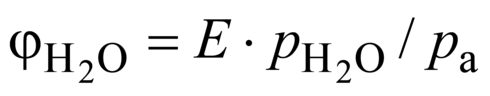 φH₂O = E · pH₂O / pa